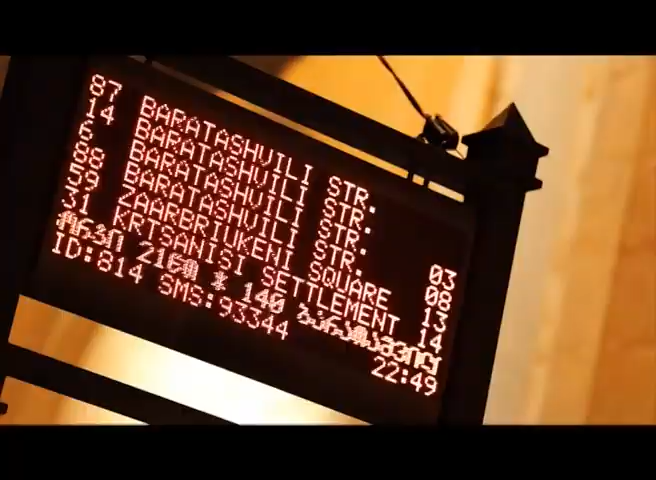 87 BARATASHVILI STR.
14 BARATASHVILI STR.
6 BARATASHVILI STR. 03
88 BARATASHVILI STR. 08
59 ZAARBRIUKENI SQUARE 13
31 KRTSANISI SETTLEMENT 14
140
ID:814 SMS:93344 22:49